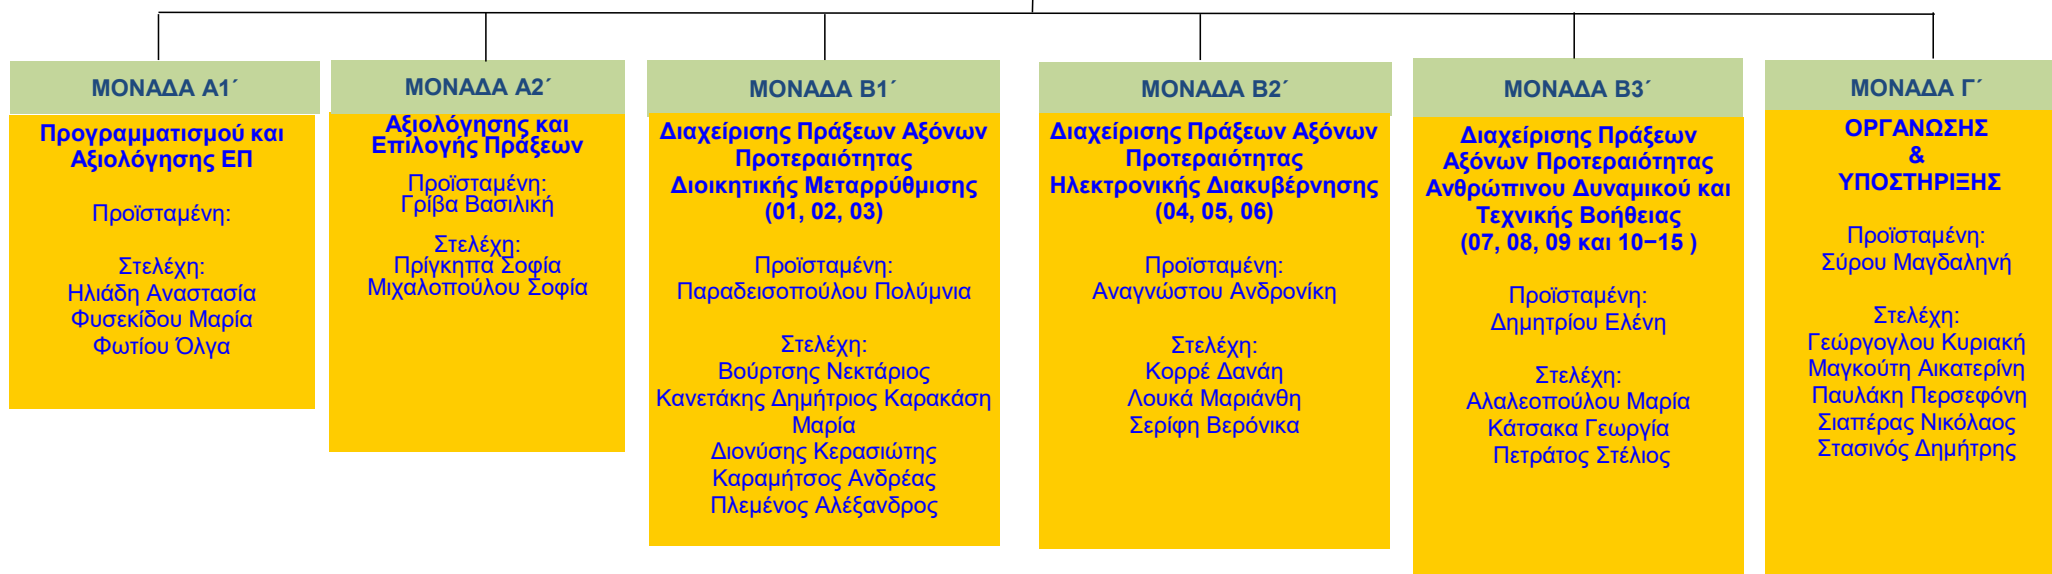 ΜΟΝΑΔΑ Α1΄
Προγραμματισμού και
Αξιολόγησης ΕΠ
Προϊσταμένη:
Στελέχη:
Ηλιάδη Αναστασία
Φυσεκίδου Μαρία
Φωτίου Όλγα
ΜΟΝΑΔΑ Α2΄
Αξιολόγησης και
Επιλογής Πράξεων
Προϊσταμένη:
Γρίβα Βασιλική
Στελέχη:
Πρίγκηπα Σοφία
Μιχαλοπούλου Σοφία
ΜΟΝΑΔΑ Β1΄
Διαχείρισης Πράξεων Αξόνων
Προτεραιότητας
Διοικητικής Μεταρρύθμισης
(01, 02, 03)
Προϊσταμένη:
Παραδεισοπούλου Πολύμνια
Στελέχη:
Βούρτσης Νεκτάριος
Κανετάκης Δημήτριος Καρακάση
Μαρία
Διονύσης Κερασιώτης
Καραμήτσος Ανδρέας
Πλεμένος Αλέξανδρος
ΜΟΝΑΔΑ Β2΄
Διαχείρισης Πράξεων Αξόνων
Προτεραιότητας
Ηλεκτρονικής Διακυβέρνησης
(04, 05, 06)
Προϊσταμένη:
Αναγνώστου Ανδρονίκη
Στελέχη:
Κορρέ Δανάη
Λουκά Μαριάνθη
Σερίφη Βερόνικα
ΜΟΝΑΔΑ Β3΄
Διαχείρισης Πράξεων
Αξόνων Προτεραιότητας
Ανθρώπινου Δυναμικού και
Τεχνικής Βοήθειας
(07, 08, 09 και 10−15 )
Προϊσταμένη:
Δημητρίου Ελένη
Στελέχη:
Αλαλεοπούλου Μαρία
Κάτσακα Γεωργία
Πετράτος Στέλιος
ΜΟΝΑΔΑ Γ΄
ΟΡΓΑΝΩΣΗΣ
&
ΥΠΟΣΤΗΡΙΞΗΣ
Προϊσταμένη:
Σύρου Μαγδαληνή
Στελέχη:
Γεώργογλου Κυριακή
Μαγκούτη Αικατερίνη
Παυλάκη Περσεφόνη
Σιαπέρας Νικόλαος
Στασινός Δημήτρης